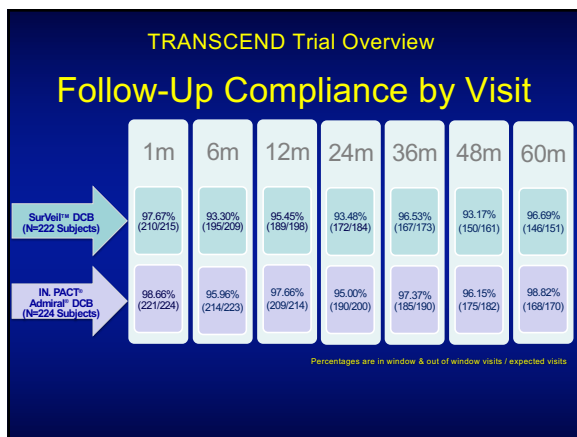 TRANSCEND Trial Overview
Follow-Up Compliance by Visit
1m 6m 12m 24m 36m 48m 60m
SurVeil™ DCB
(N=222 Subjects)
97.67% 93.30% 95.45% 93.48% 96.53% 93.17% 96.69%
(210/215) (195/209) (189/198) (172/184) (167/173) (150/161) (146/151)
IN. PACT®
Admiral® DCB
(N=224 Subjects)
98.66% 95.96% 97.66% 95.00% 97.37% 96.15% 98.82%
(221/224) (214/223) (209/214) (190/200) (185/190) (175/182) (168/170)
Percentages are in window & out of window visits / expected visits